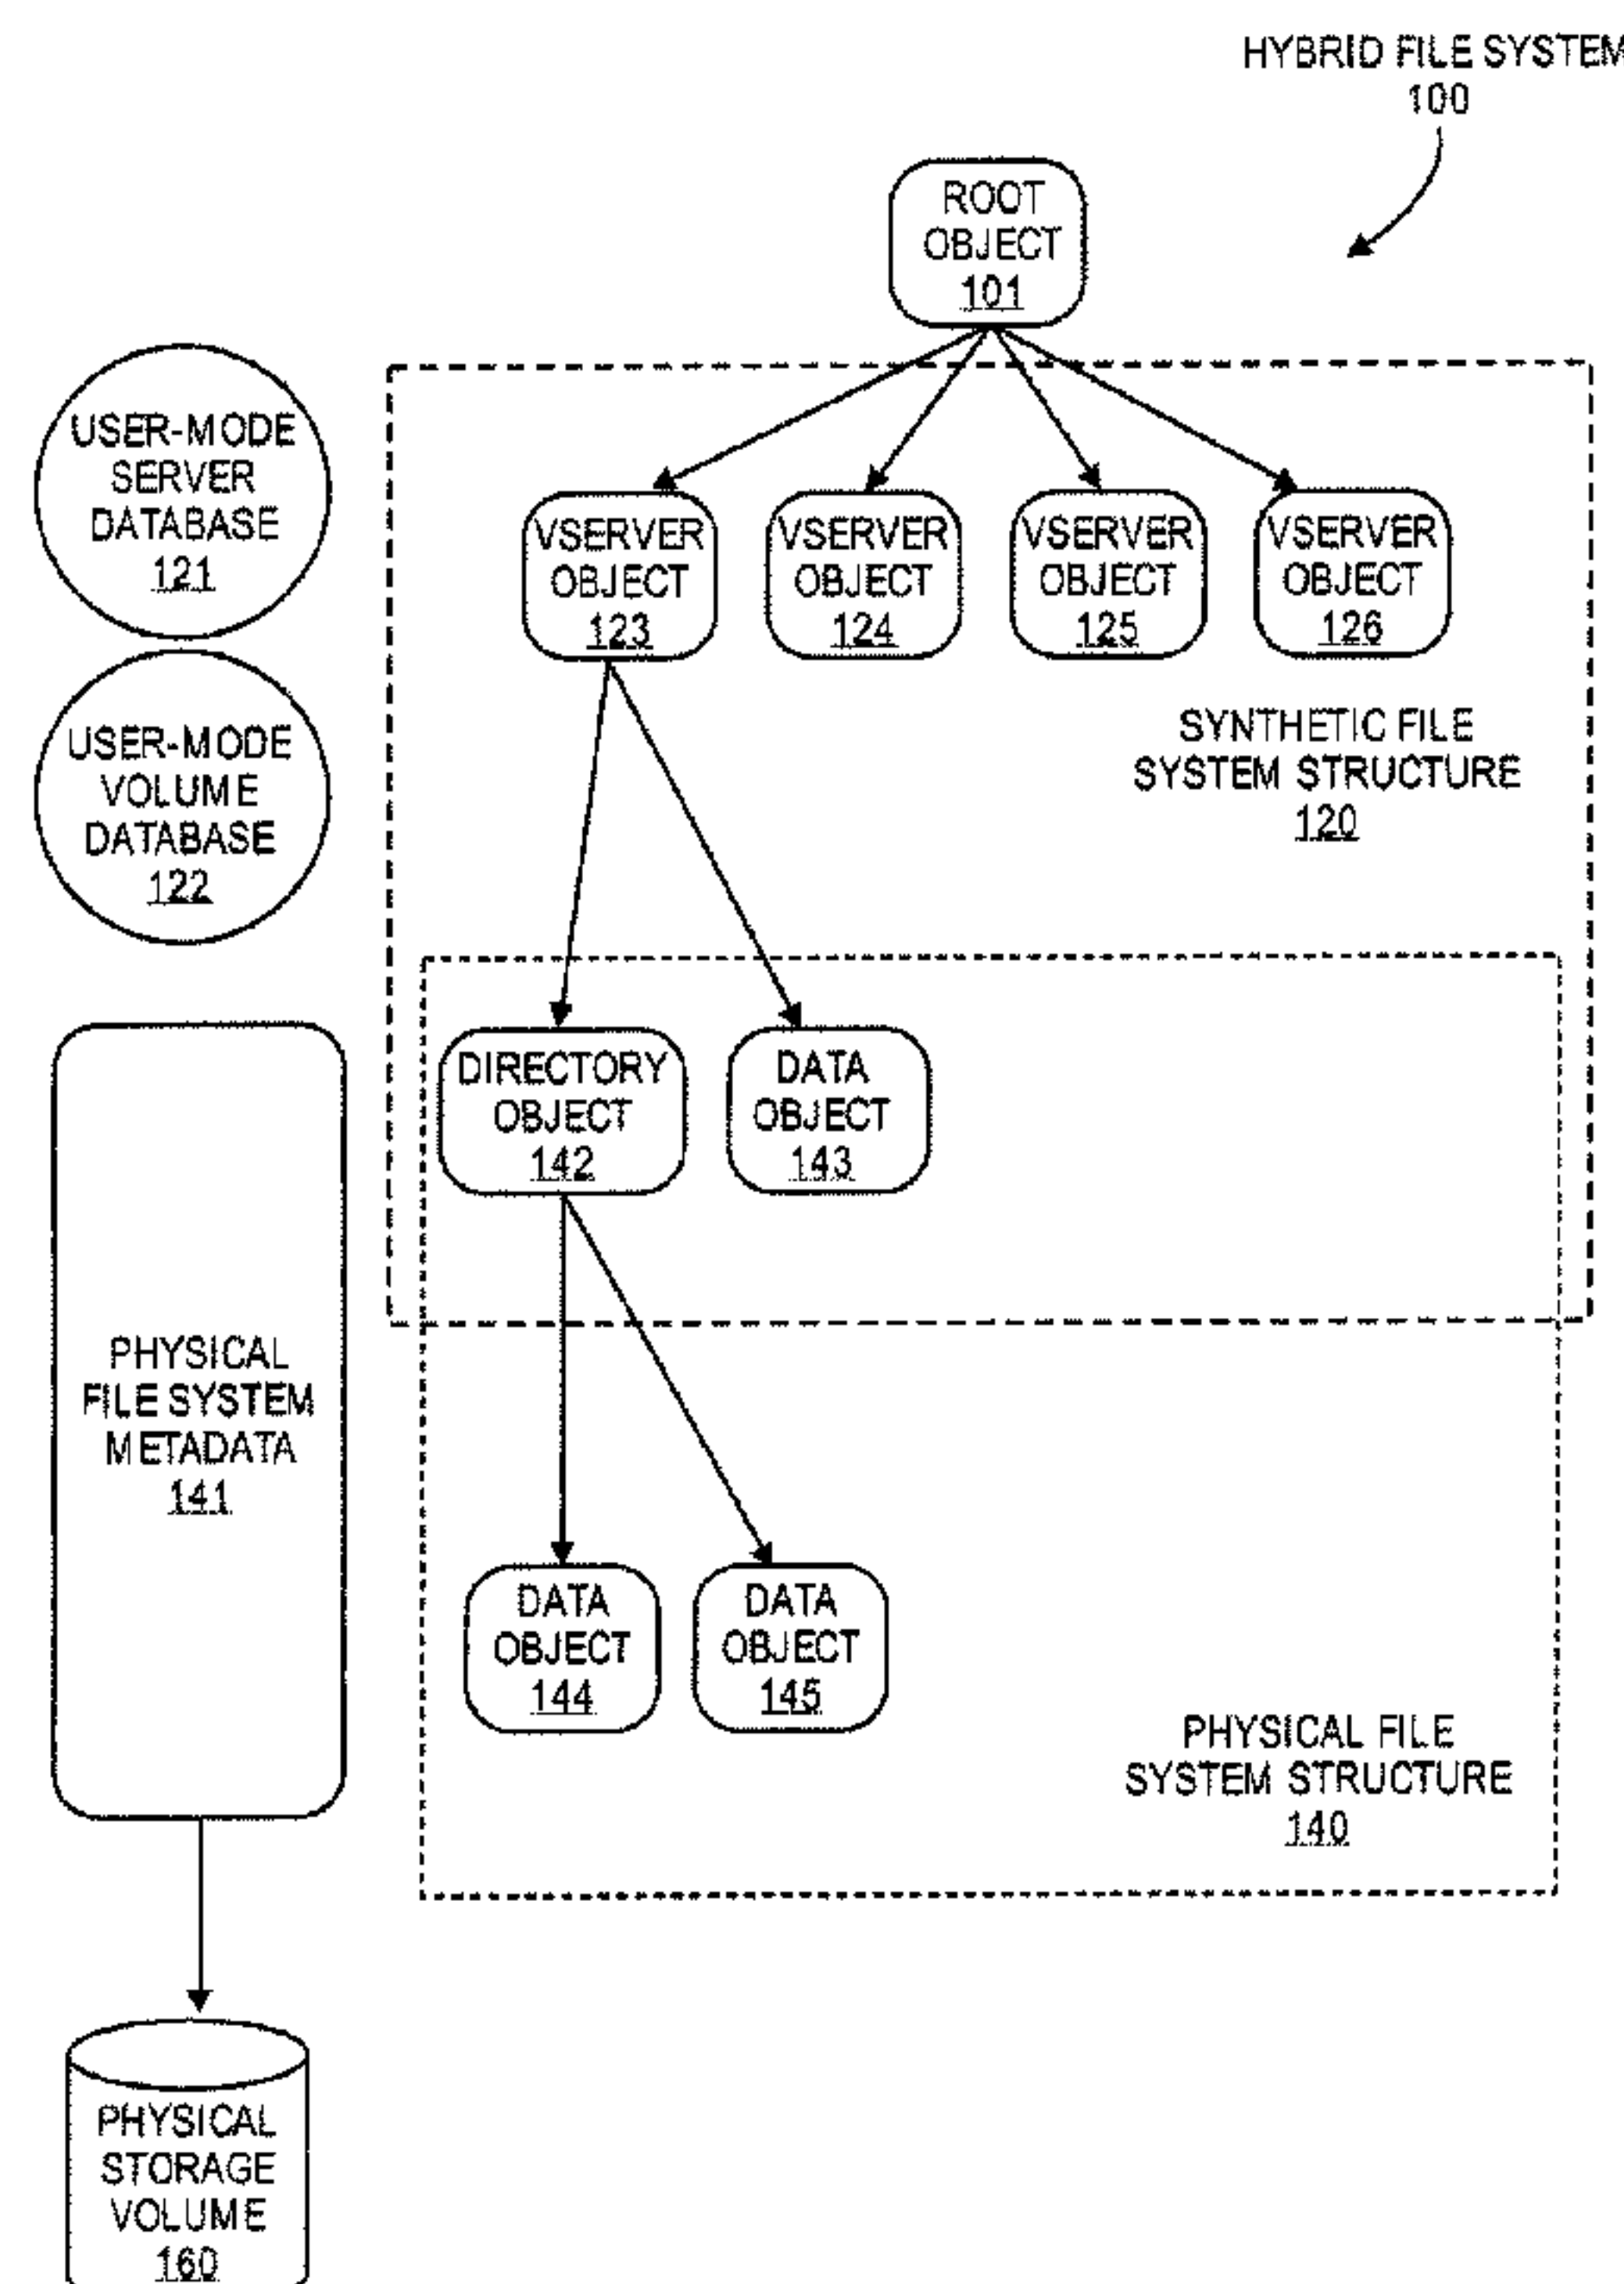 HYBRID FILE SYSTEM
100
ROOT
OBJECT
101
USER-MODE
SERVER
DATABASE
121
VSERVER
OBJECT
123
VSERVER
OBJECT
124
VSERVER
OBJECT
125
VSERVER
OBJECT
126
USER-MODE
VOLUME
DATABASE
122
SYNTHETIC FILE
SYSTEM STRUCTURE
120
DIRECTORY
OBJECT
142
DATA
OBJECT
143
PHYSICAL
FILE SYSTEM
METADATA
141
DATA
OBJECT
144
DATA
OBJECT
145
PHYSICAL FILE
SYSTEM STRUCTURE
140
PHYSICAL
STORAGE
VOLUME
160